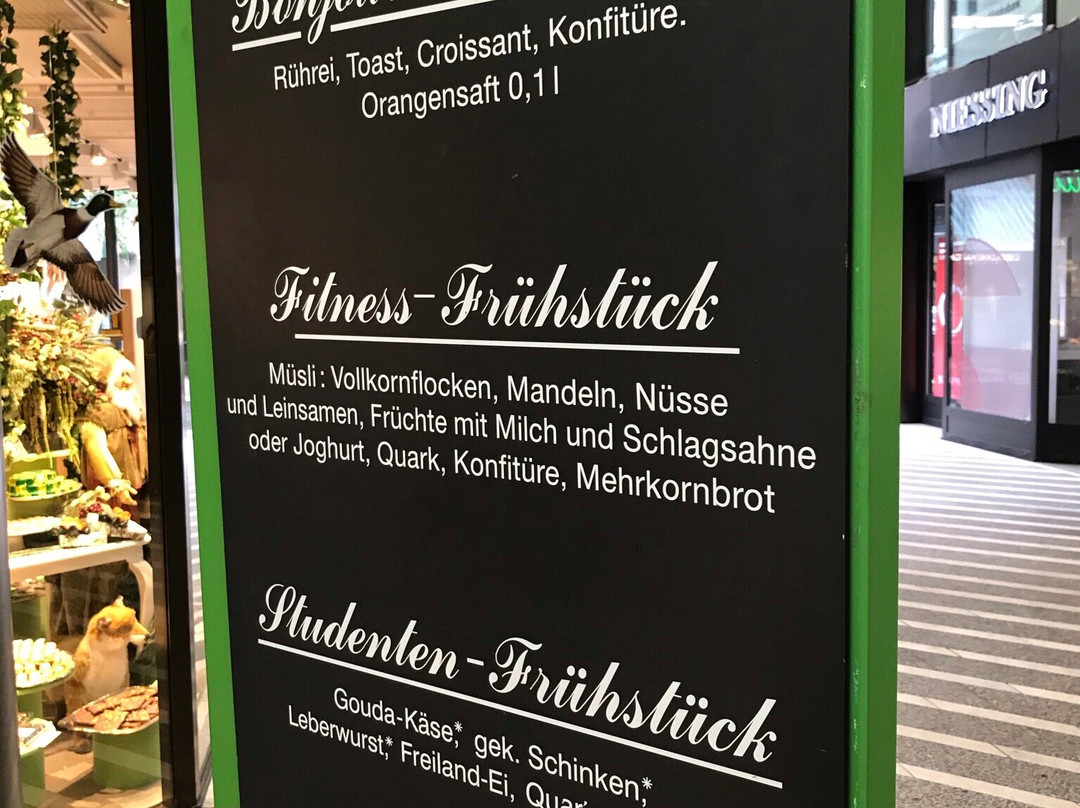 Rührei, Toast, Croissant, Konfitüre.
Orangensaft 0,1 l
Fitness-Frühstück
Müsli: Vollkornflocken, Mandeln, Nüsse
und Leinsamen, Früchte mit Milch und Schlagsahne
oder Joghurt, Quark, Konfitüre, Mehrkornbrot
Studenten-Frühstück
Gouda-Käse*, gek. Schinken,*
Leberwurst,* Freiland-Ei,
NIESSING